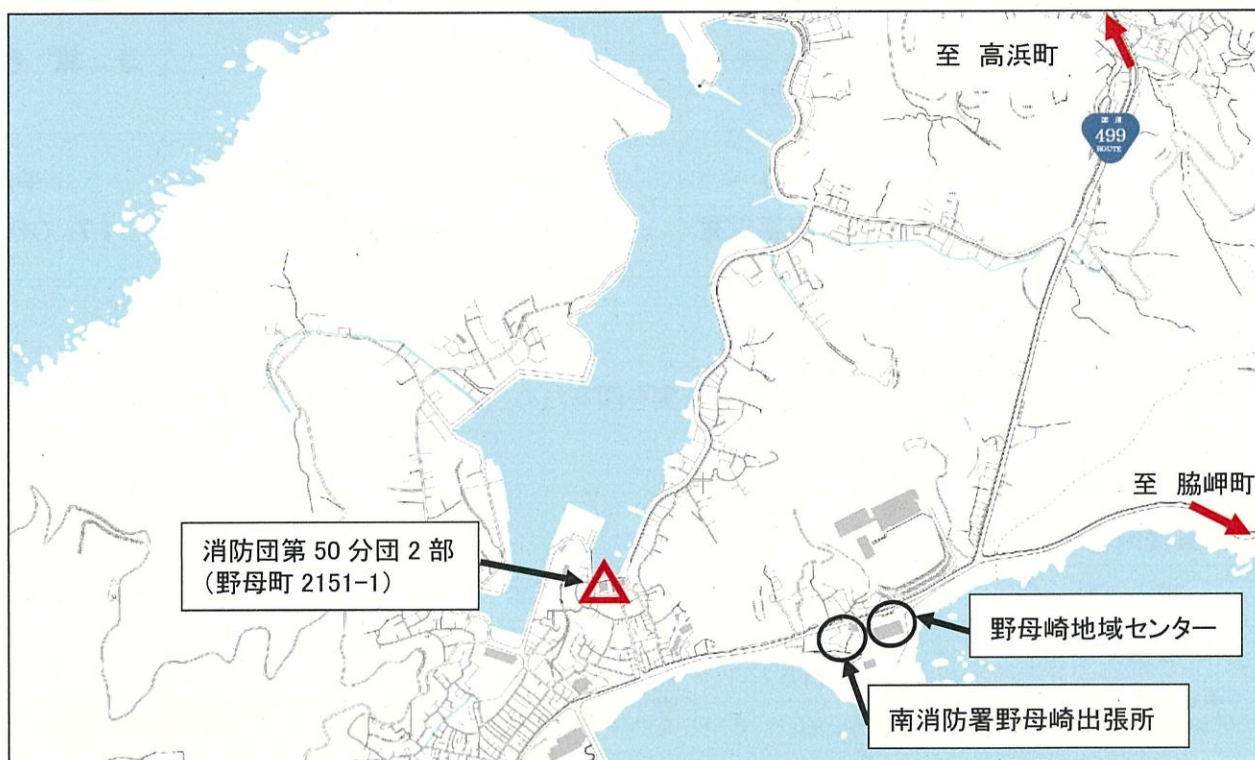 至 高浜町
国道
499
ROUTE
至 脇岬町
消防団第 50 分団 2 部
（野母町 2151-1）
野母崎地域センター
南消防署野母崎出張所